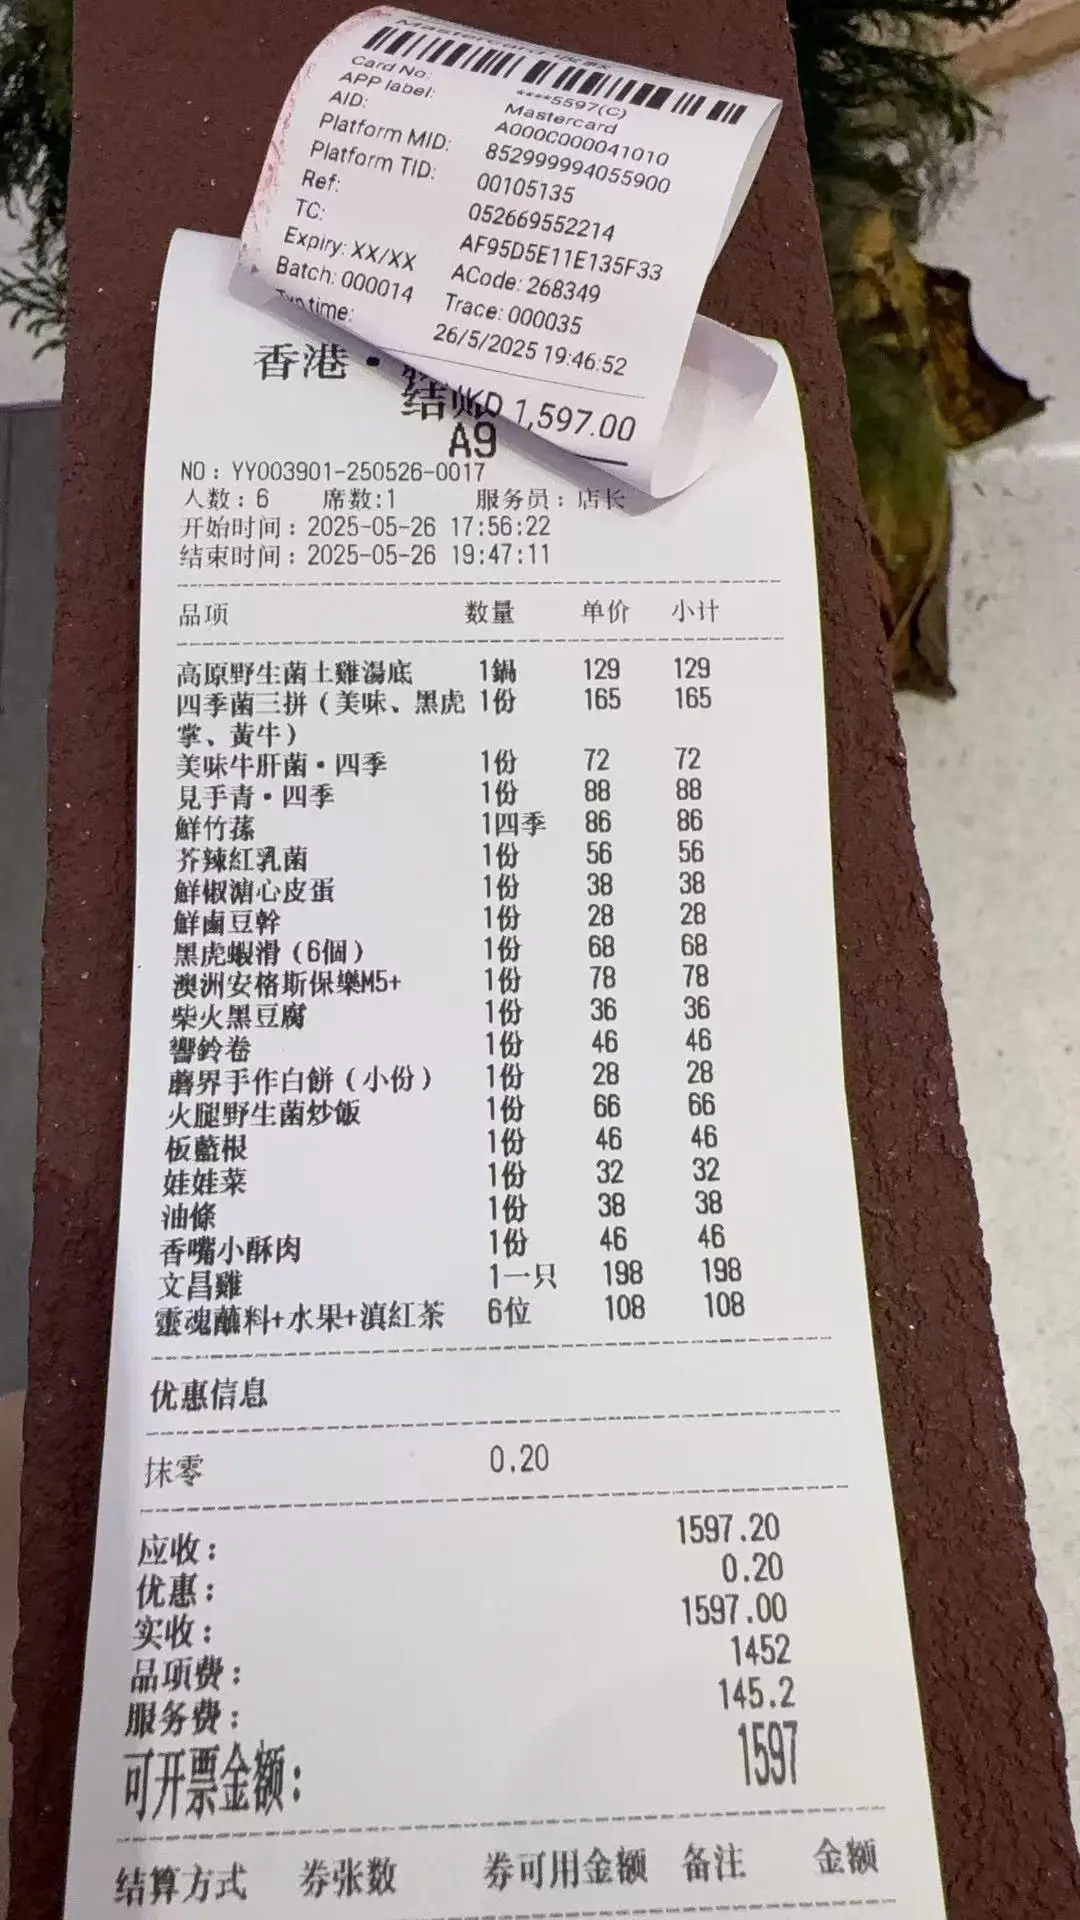 Mastercard
Card No: ****5597(C)
APP label: Mastercard
AID: A000C000041010
Platform MID: 852999994055900
Platform TID: 00105135
Ref: 052669552214
TC: AF95D5E11E135F33
Expiry: XX/XX ACode: 268349
Batch: 000014 Trace: 000035
time: 26/5/2025 19:46:52
HKD 1,597.00
香港·
结账
A9
NO:YY003901-250526-0017
人数:6 席数:1 服务员:店长
开始时间:2025-05-26 17:56:22
结束时间:2025-05-26 19:47:11
品项 数量 单价 小计
高原野生菌土雞湯底 1鍋 129 129
四季菌三拼(美味、黑虎 1份 165 165
掌、黃牛)
美味牛肝菌·四季 1份 72 72
見手青·四季 1份 88 88
鮮竹蓀 1四季 86 86
芥辣紅乳菌 1份 56 56
鮮椒溏心皮蛋 1份 38 38
鮮鹵豆幹 1份 28 28
黑虎蝦滑(6個) 1份 68 68
澳洲安格斯保樂M5+ 1份 78 78
柴火黑豆腐 1份 36 36
響鈴卷 1份 46 46
蘑界手作白餅(小份) 1份 28 28
火腿野生菌炒飯 1份 66 66
板藍根 1份 46 46
娃娃菜 1份 32 32
油條 1份 38 38
香嘴小酥肉 1份 46 46
文昌雞 1一只 198 198
靈魂蘸料+水果+滇紅茶 6位 108 108
优惠信息
抹零 0.20
应收: 1597.20
优惠: 0.20
实收: 1597.00
品项费: 1452
服务费: 145.2
可开票金额: 1597
结算方式 券张数 券可用金额 备注 金额